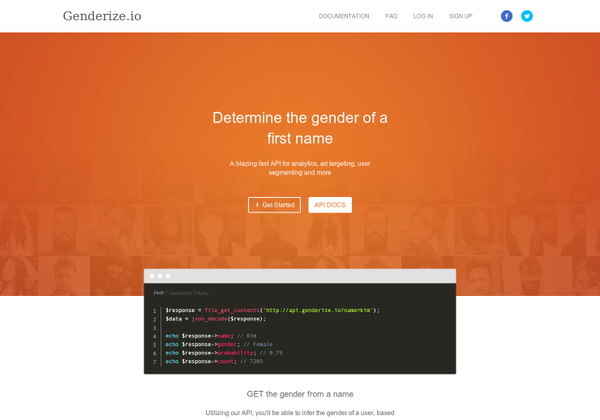 Genderize.io
DOCUMENTATION FAQ LOG IN SIGN UP
Determine the gender of a
first name
A blazing fast API for analytics, ad targeting, user
segmenting and more
Get Started API DOCS
PHP / JavaScript / Ruby
1 $response = file_get_contents('http://api.genderize.io?name=kim');
2 $data = json_decode($response);
3
4 echo $response->name; // Kim
5 echo $response->gender; // Female
6 echo $response->probability; // 0.79
7 echo $response->count; // 7203
GET the gender from a name
Utilizing our API, you'll be able to infer the gender of a user, based